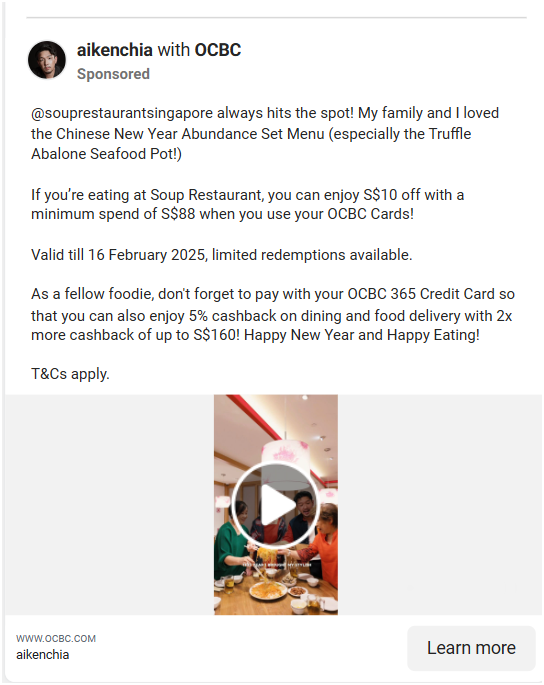 aikenchia with OCBC
Sponsored
@souprestaurantsingapore always hits the spot! My family and I loved
the Chinese New Year Abundance Set Menu (especially the Truffle
Abalone Seafood Pot!)
If you’re eating at Soup Restaurant, you can enjoy S$10 off with a
minimum spend of S$88 when you use your OCBC Cards!
Valid till 16 February 2025, limited redemptions available.
As a fellow foodie, don't forget to pay with your OCBC 365 Credit Card so
that you can also enjoy 5% cashback on dining and food delivery with 2x
more cashback of up to S$160! Happy New Year and Happy Eating!
T&Cs apply.
WWW.OCBC.COM
aikenchia
Learn more